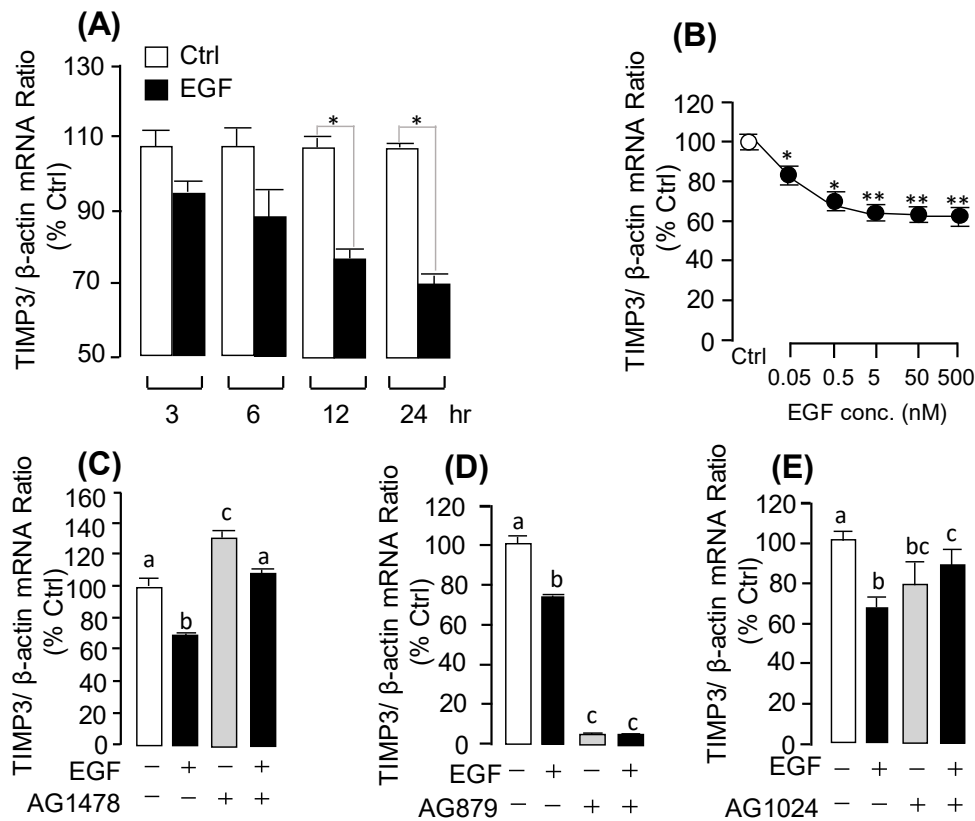 (A)
Ctrl
EGF
TIMP3/ β-actin mRNA Ratio
(% Ctrl)
130
110
90
70
50
* *
3 6 12 24 hr
(B)
TIMP3/ β-actin mRNA Ratio
(% Ctrl)
120
100
80
60
40
20
0
* * ** ** **
Ctrl 0.05 0.5 5 50 500
EGF conc. (nM)
(C)
TIMP3/ β-actin mRNA Ratio
(% Ctrl)
160
140
120
100
80
60
40
20
0
a b c a
EGF – + – +
AG1478 – – + +
(D)
TIMP3/ β-actin mRNA Ratio
(% Ctrl)
120
100
80
60
40
20
0
a b c c
EGF – + – +
AG879 – – + +
(E)
TIMP3/ β-actin mRNA Ratio
(% Ctrl)
120
100
80
60
40
20
0
a b bc c
EGF – + – +
AG1024 – – + +